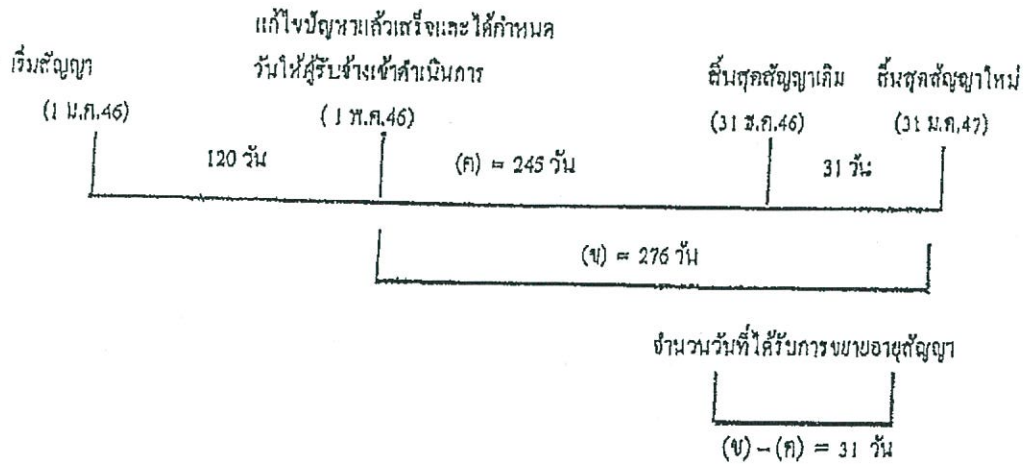 แก้ไขปัญหาแล้วเสร็จและได้กำหนด
วันให้ผู้รับจ้างเข้าดำเนินการ
เริ่มสัญญา
สิ้นสุดสัญญาเดิม
สิ้นสุดสัญญาใหม่
(1 ม.ค.46)
(1 พ.ค.46)
(31 ธ.ค.46)
(31 ม.ค.47)
120 วัน
(ค) = 245 วัน
31 วัน
(ข) = 276 วัน
จำนวนวันที่ได้รับการขยายอายุสัญญา
(ข) – (ค) = 31 วัน